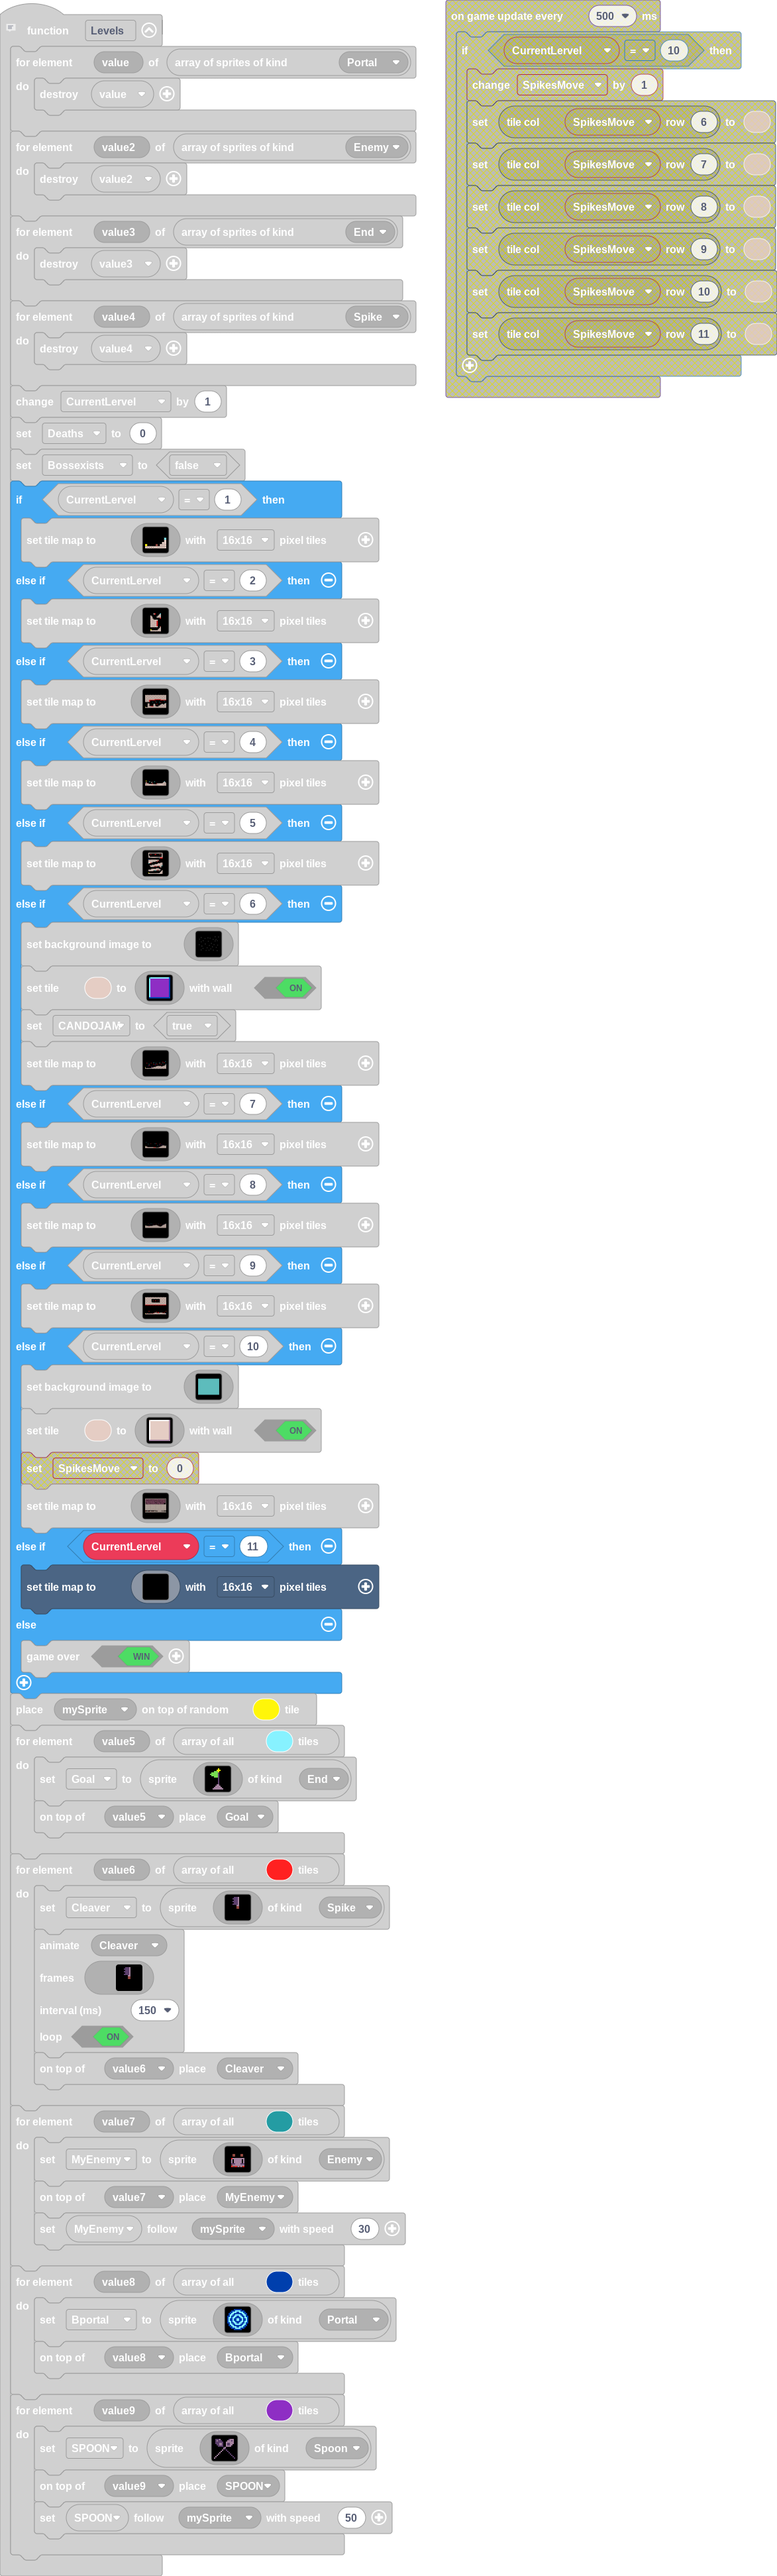 function Levels
for element value of array of sprites of kind Portal
do destroy value
for element value2 of array of sprites of kind Enemy
do destroy value2
for element value3 of array of sprites of kind End
do destroy value3
for element value4 of array of sprites of kind Spike
do destroy value4
change CurrentLervel by 1
set Deaths to 0
set Bossexists to false
if CurrentLervel = 1 then
set tile map to with 16x16 pixel tiles
else if CurrentLervel = 2 then
set tile map to with 16x16 pixel tiles
else if CurrentLervel = 3 then
set tile map to with 16x16 pixel tiles
else if CurrentLervel = 4 then
set tile map to with 16x16 pixel tiles
else if CurrentLervel = 5 then
set tile map to with 16x16 pixel tiles
else if CurrentLervel = 6 then
set background image to
set tile to with wall ON
set CANDOJAM to true
set tile map to with 16x16 pixel tiles
else if CurrentLervel = 7 then
set tile map to with 16x16 pixel tiles
else if CurrentLervel = 8 then
set tile map to with 16x16 pixel tiles
else if CurrentLervel = 9 then
set tile map to with 16x16 pixel tiles
else if CurrentLervel = 10 then
set background image to
set tile to with wall ON
set SpikesMove to 0
set tile map to with 16x16 pixel tiles
else if CurrentLervel = 11 then
set tile map to with 16x16 pixel tiles
else
game over WIN
place mySprite on top of random tile
for element value5 of array of all tiles
do set Goal to sprite of kind End
on top of value5 place Goal
for element value6 of array of all tiles
do set Cleaver to sprite of kind Spike
animate Cleaver
frames
interval (ms) 150
loop ON
on top of value6 place Cleaver
for element value7 of array of all tiles
do set MyEnemy to sprite of kind Enemy
on top of value7 place MyEnemy
set MyEnemy follow mySprite with speed 30
for element value8 of array of all tiles
do set Bportal to sprite of kind Portal
on top of value8 place Bportal
for element value9 of array of all tiles
do set SPOON to sprite of kind Spoon
on top of value9 place SPOON
set SPOON follow mySprite with speed 50
on game update every 500 ms
if CurrentLervel = 10 then
change SpikesMove by 1
set tile col SpikesMove row 6 to
set tile col SpikesMove row 7 to
set tile col SpikesMove row 8 to
set tile col SpikesMove row 9 to
set tile col SpikesMove row 10 to
set tile col SpikesMove row 11 to